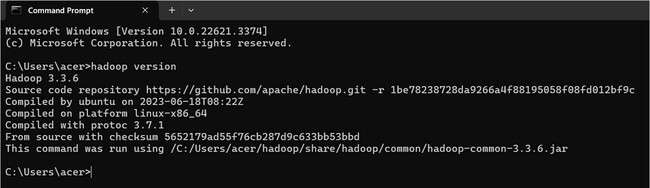 Command Prompt
Microsoft Windows [Version 10.0.22621.3374]
(c) Microsoft Corporation. All rights reserved.
C:\Users\acer>hadoop version
Hadoop 3.3.6
Source code repository https://github.com/apache/hadoop.git -r 1be78238728da9266a4f88195058f08fd012bf9c
Compiled by ubuntu on 2023-06-18T08:22Z
Compiled on platform linux-x86_64
Compiled with protoc 3.7.1
From source with checksum 5652179ad55f76cb287d9c633bb53bbd
This command was run using /C:/Users/acer/hadoop/share/hadoop/common/hadoop-common-3.3.6.jar
C:\Users\acer>